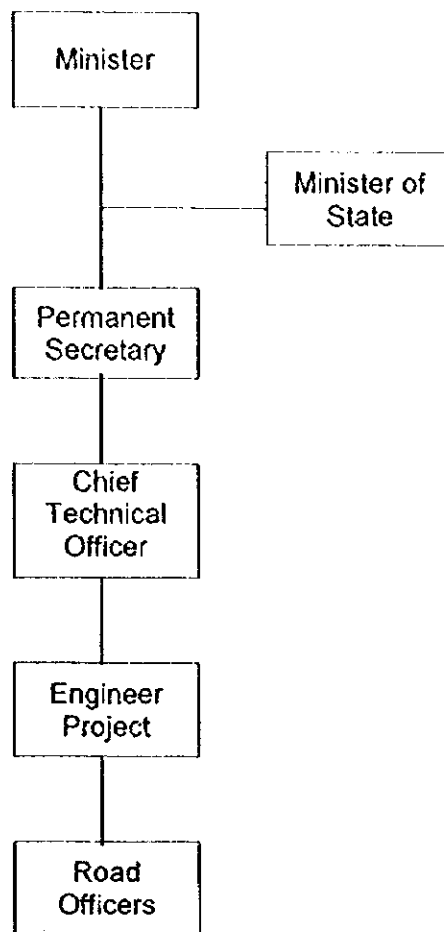 Minister
Minister of
State
Permanent
Secretary
Chief
Technical
Officer
Engineer
Project
Road
Officers